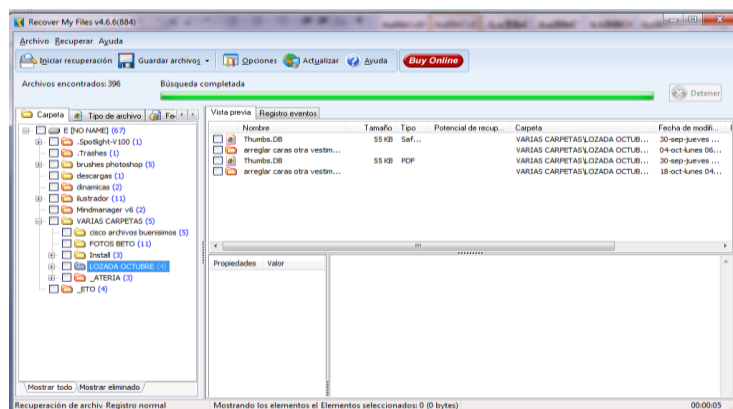 Recover My Files v4.6.6(884)
Archivo Recuperar Ayuda
Iniciar recuperación Guardar archivos Opciones Actualizar Ayuda Buy Online
Archivos encontrados: 396 Búsqueda completada
Detener
Carpeta Tipo de archivo Fe
Vista previa Registro eventos
E [NO NAME] (67)
.Spotlight-V100 (1)
.Trashes (1)
brushes photoshop (5)
descargas (1)
dinamicas (2)
ilustrador (11)
Mindmanager v6 (2)
VARIAS CARPETAS (5)
cisco archivos buenisimos (5)
FOTOS BETO (11)
Install (3)
LOZADA OCTUBRE (4)
_ATERIA (3)
_ETO (4)
Mostrar todo Mostrar eliminado
Nombre Tamaño Tipo Potencial de recup... Carpeta Fecha de modifi...
Thumbs.DB 55 KB Saf... VARIAS CARPETAS\LOZADA OCTUB... 30-sep-jueves ...
arreglar caras otra vestim... VARIAS CARPETAS\LOZADA OCTUB... 04-oct-lunes 06...
Thumbs.DB 55 KB PDF VARIAS CARPETAS\LOZADA OCTUB... 30-sep-jueves ...
arreglar caras otra vestim... VARIAS CARPETAS\LOZADA OCTUB... 18-oct-lunes 04...
Propiedades Valor
Recuperación de archiv Registro normal Mostrando los elementos el Elementos seleccionados: 0 (0 bytes) 00:00:05